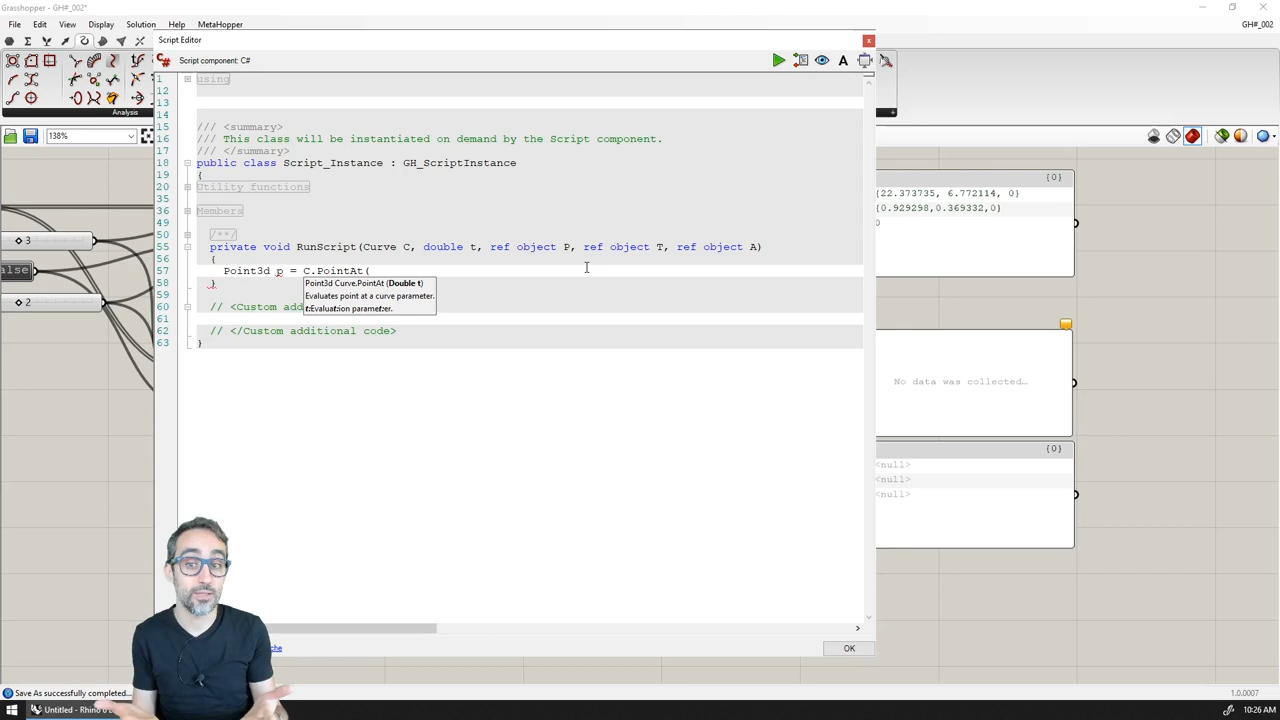 Grasshopper - GH#_002*
File Edit View Display Solution Help MetaHopper
GH#_002*
Script Editor
x
C# Script component: C#
A
Analysis
138%
1 using
12
13
14
15 /// <summary>
16 /// This class will be instantiated on demand by the Script component.
17 /// </summary>
18 public class Script_Instance : GH_ScriptInstance
19 {
20 Utility functions
35
36 Members
49
50 /**/
55 private void RunScript(Curve C, double t, ref object P, ref object T, ref object A)
56 {
57 Point3d p = C.PointAt(
58 }
Point3d Curve.PointAt (Double t)
Evaluates point at a curve parameter.
t:Evaluation parameter.
60 // <Custom add
61
62 // </Custom additional code>
63 }
3
alse
2
{0}
{22.373735, 6.772114, 0}
{0.929298,0.369332,0}
0
No data was collected…
{0}
<null>
<null>
<null>
che
OK
Save As successfully completed...
1.0.0007
Untitled - Rhino
10:26 AM